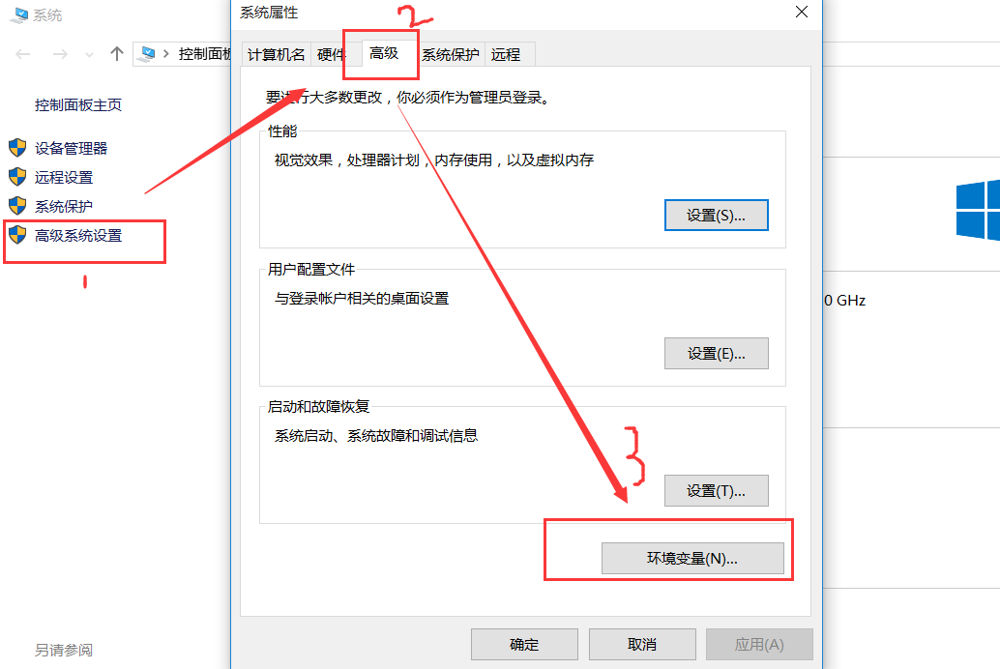 系统
系统属性
2
控制面板
计算机名 硬件 高级 系统保护 远程
控制面板主页
要进行大多数更改，你必须作为管理员登录。
设备管理器
远程设置
系统保护
高级系统设置
1
性能
视觉效果，处理器计划，内存使用，以及虚拟内存
设置(S)...
用户配置文件
与登录帐户相关的桌面设置
0 GHz
设置(E)...
启动和故障恢复
系统启动、系统故障和调试信息
3
设置(T)...
环境变量(N)...
确定 取消 应用(A)
另请参阅